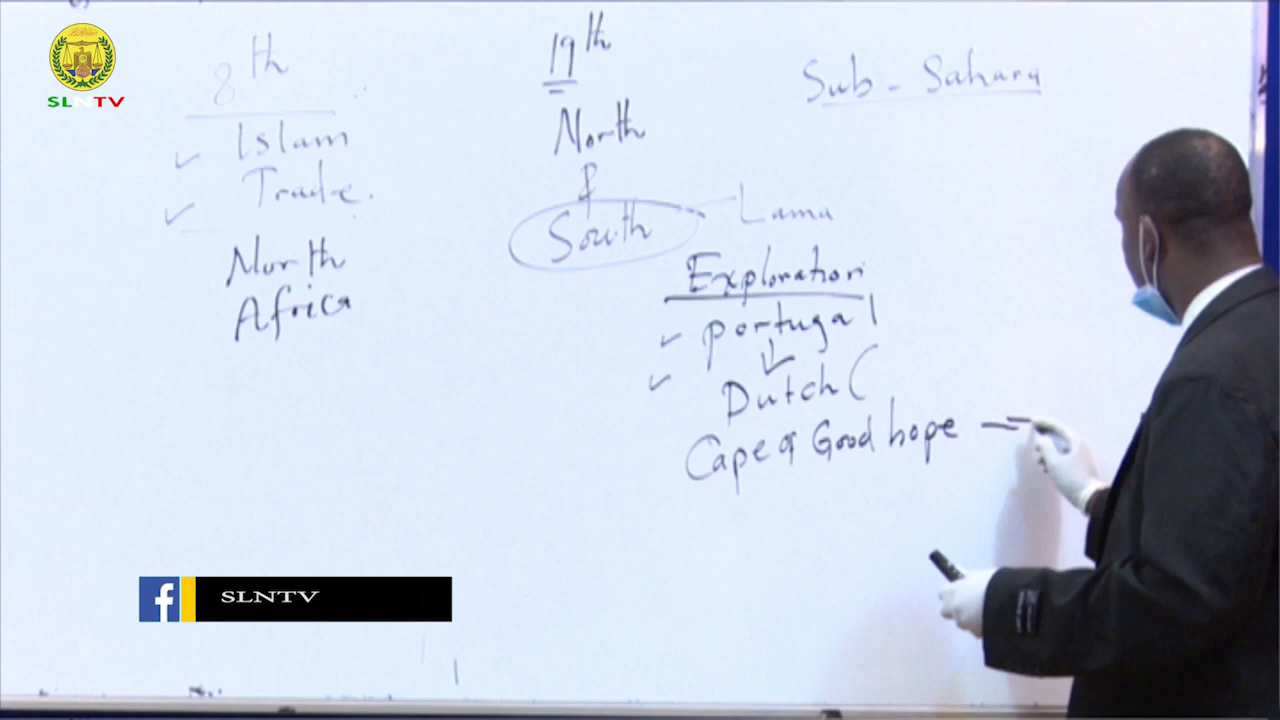 SLNTV
8th
Islam
Trade.
North
Africa
19th
North
&
South
Lama
Exploration
Portugal
Dutch (
Cape of Good hope
Sub - Sahara
SLNTV